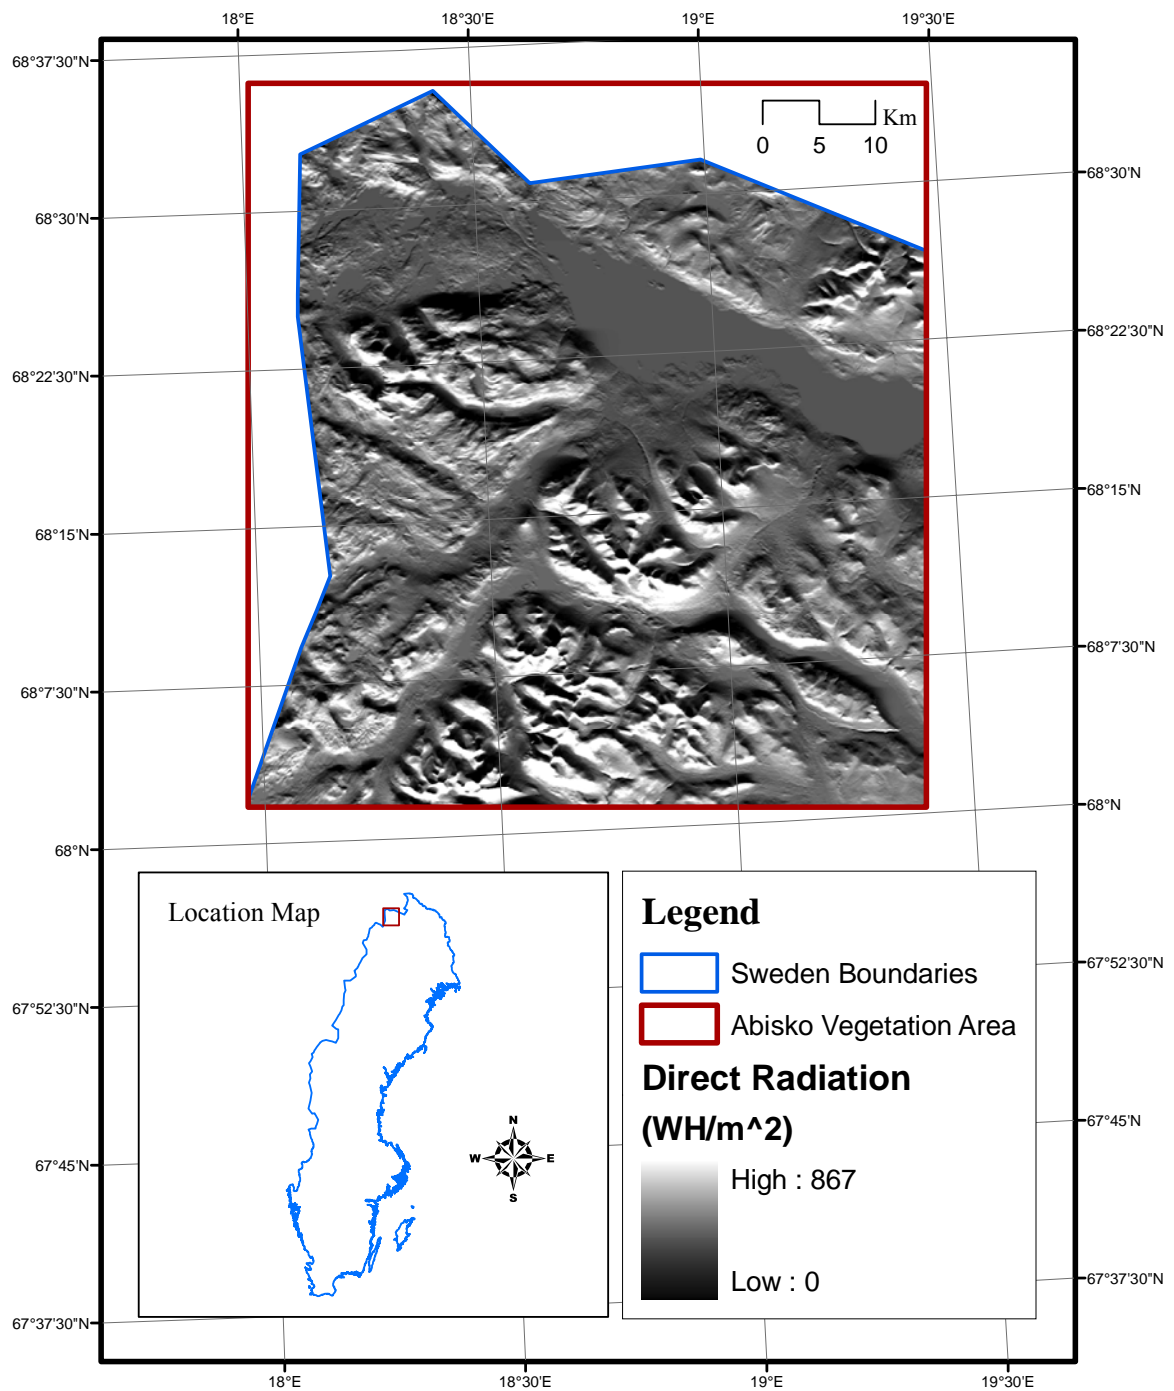 18°E 18°30'E 19°E 19°30'E
68°37'30"N
Km
0 5 10
68°30'N
68°30'N
68°22'30"N
68°22'30"N
68°15'N
68°15'N
68°7'30"N
68°7'30"N
68°N
68°N
Location Map
N
W E
S
Legend
Sweden Boundaries
Abisko Vegetation Area
Direct Radiation
(WH/m^2)
High : 867
Low : 0
67°52'30"N
67°52'30"N
67°45'N
67°45'N
67°37'30"N
67°37'30"N
18°E 18°30'E 19°E 19°30'E